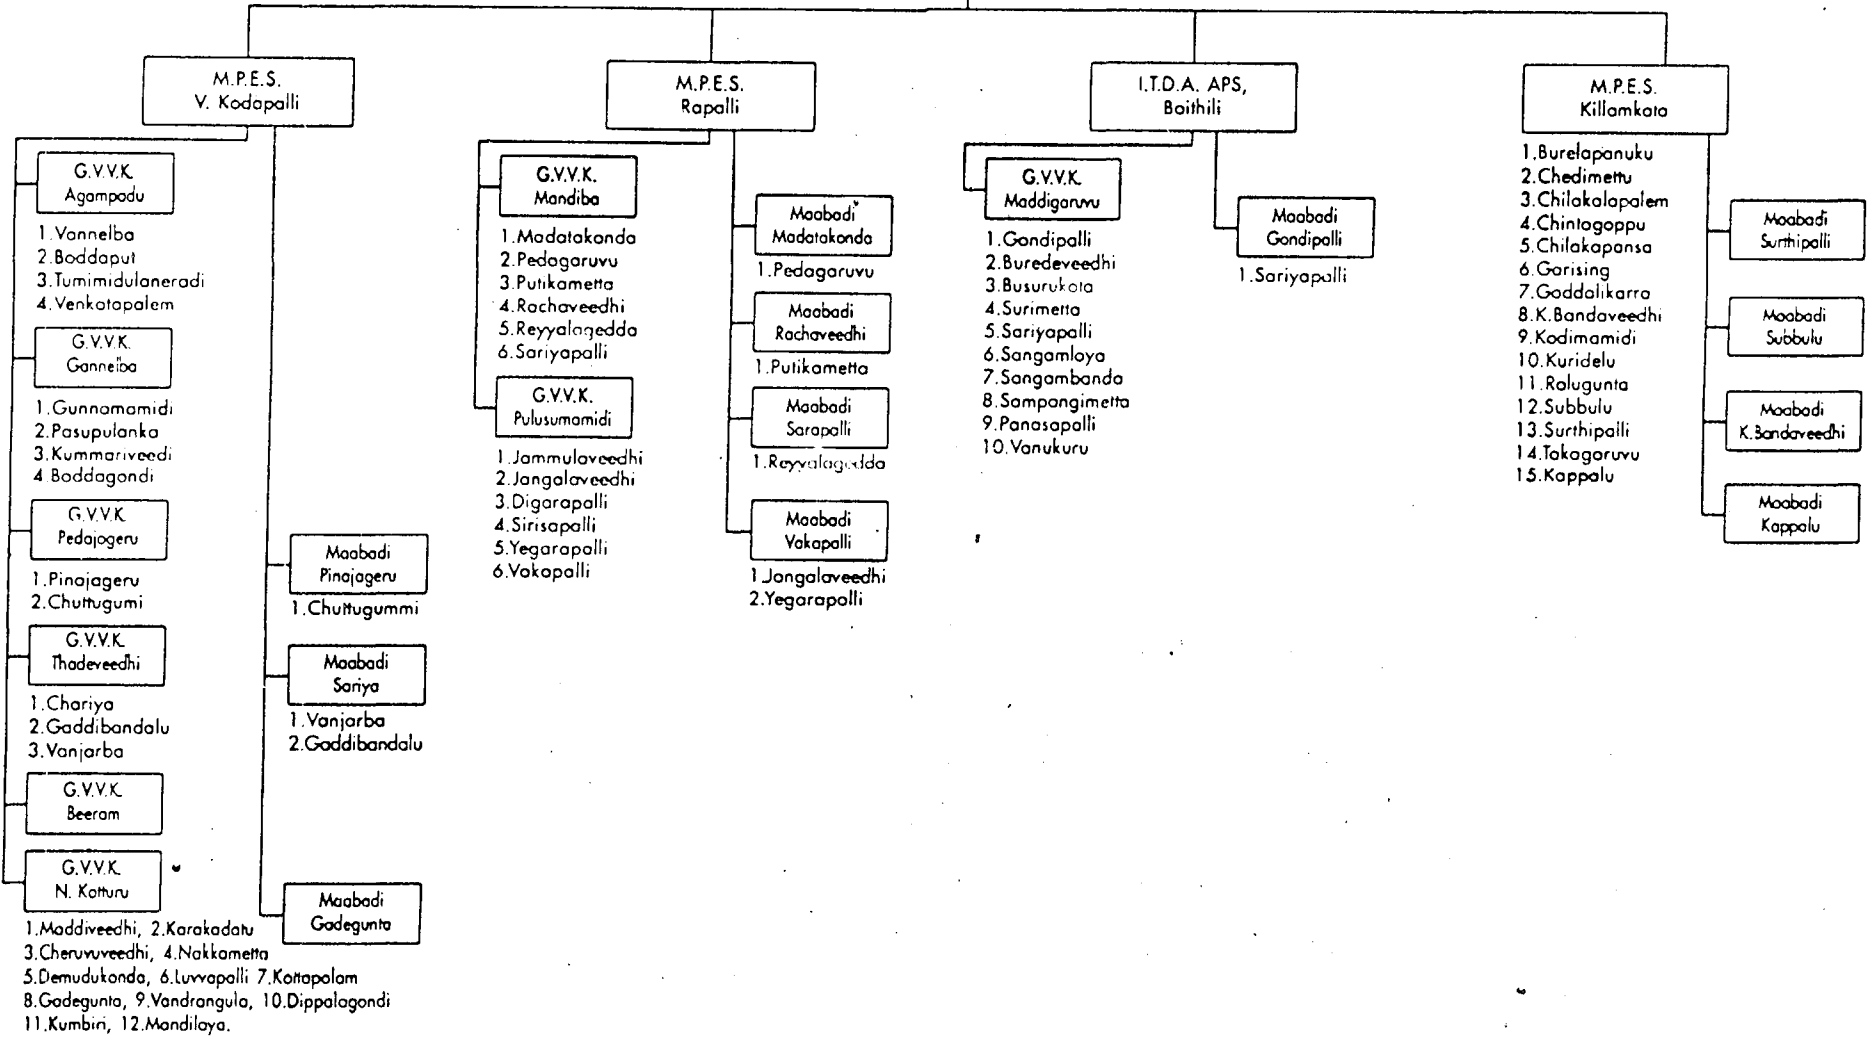 M.P.E.S.
V. Kodapalli
G.V.V.K.
Agampadu
1.Vannelba
2.Boddaput
3.Tumimidulaneradi
4.Venkatapalem
G.V.V.K.
Gannelba
1.Gunnamamidi
2.Pasupulanka
3.Kummariveedi
4.Boddagondi
G.V.V.K.
Pedajogeru
1.Pinajageru
2.Chuttugumi
G.V.V.K.
Thadeveedhi
1.Chariya
2.Gaddibandalu
3.Vanjarba
G.V.V.K.
Beeram
G.V.V.K.
N. Kotturu
1.Maddiveedhi, 2.Karakadatu
3.Cheruvuveedhi, 4.Nakkametta
5.Demudukonda, 6.Luvvapalli 7.Kottapalam
8.Gadegunta, 9.Vandrangula, 10.Dippalagondi
11.Kumbiri, 12.Mandilaya.
Maabadi
Pinajageru
1.Chuttugummi
Maabadi
Sariya
1.Vanjarba
2.Gaddibandalu
Maabadi
Gadegunta
M.P.E.S.
Rapalli
G.V.V.K.
Mandiba
1.Madatakonda
2.Pedagaruvu
3.Putikametta
4.Rachaveedhi
5.Reyyalagedda
6.Sariyapalli
G.V.V.K.
Pulusumamidi
1.Jammulaveedhi
2.Jangalaveedhi
3.Digarapalli
4.Sirisapalli
5.Yegarapalli
6.Vakapalli
Maabadi
Madatakonda
1.Pedagaruvu
Maabadi
Rachaveedhi
1.Putikametta
Maabadi
Sarapalli
1.Reyyalagedda
Maabadi
Vakapalli
1.Jangalaveedhi
2.Yegarapalli
I.T.D.A. APS,
Boithili
G.V.V.K.
Maddigaruvu
1.Gondipalli
2.Buredeveedhi
3.Busurukota
4.Surimetta
5.Sariyapalli
6.Sangamloya
7.Sangambanda
8.Sampangimetta
9.Panasapalli
10.Vanukuru
Maabadi
Gondipalli
1.Sariyapalli
M.P.E.S.
Killamkota
1.Burelapanuku
2.Chedimettu
3.Chilakalapalem
4.Chintagoppu
5.Chilakapansa
6.Garising
7.Goddalikarra
8.K.Bandaveedhi
9.Kodimamidi
10.Kuridelu
11.Ralugunta
12.Subbulu
13.Surthipalli
14.Takagaruvu
15.Kappalu
Maabadi
Surthipalli
Maabadi
Subbulu
Maabadi
K.Bandaveedhi
Maabadi
Kappalu